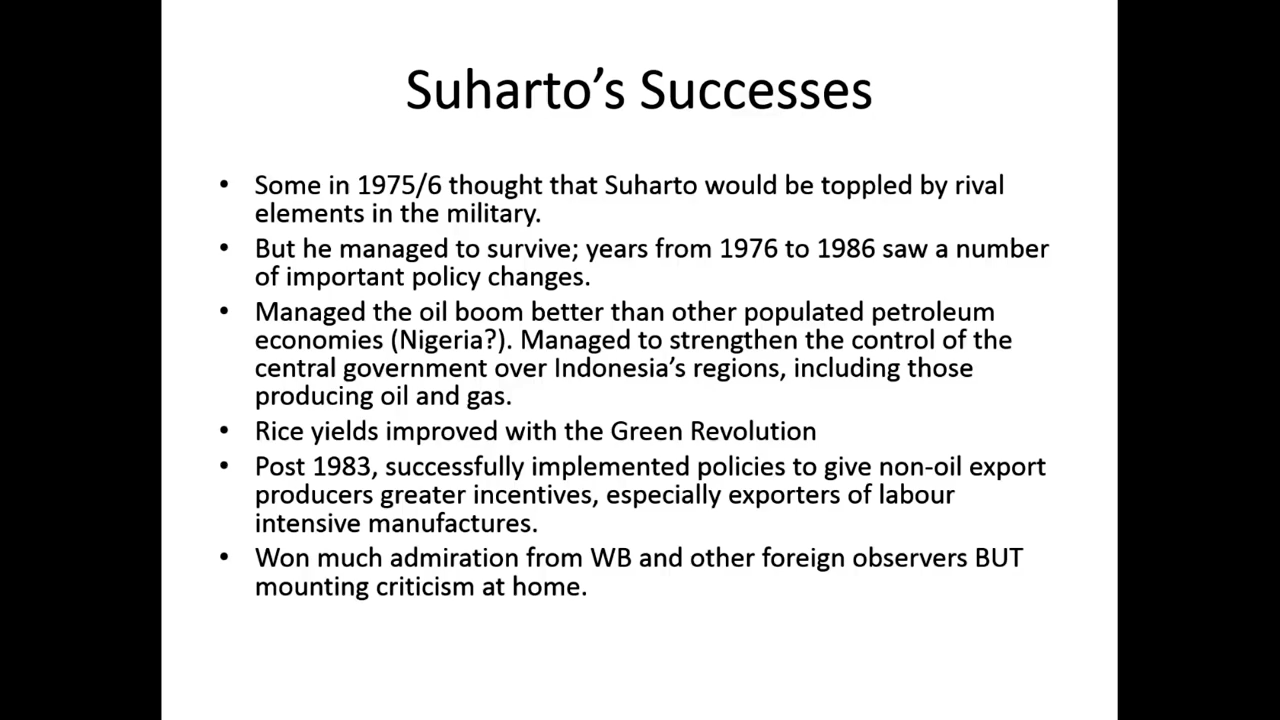 Suharto's Successes
• Some in 1975/6 thought that Suharto would be toppled by rival
elements in the military.
• But he managed to survive; years from 1976 to 1986 saw a number
of important policy changes.
• Managed the oil boom better than other populated petroleum
economies (Nigeria?). Managed to strengthen the control of the
central government over Indonesia's regions, including those
producing oil and gas.
• Rice yields improved with the Green Revolution
• Post 1983, successfully implemented policies to give non-oil export
producers greater incentives, especially exporters of labour
intensive manufactures.
• Won much admiration from WB and other foreign observers BUT
mounting criticism at home.